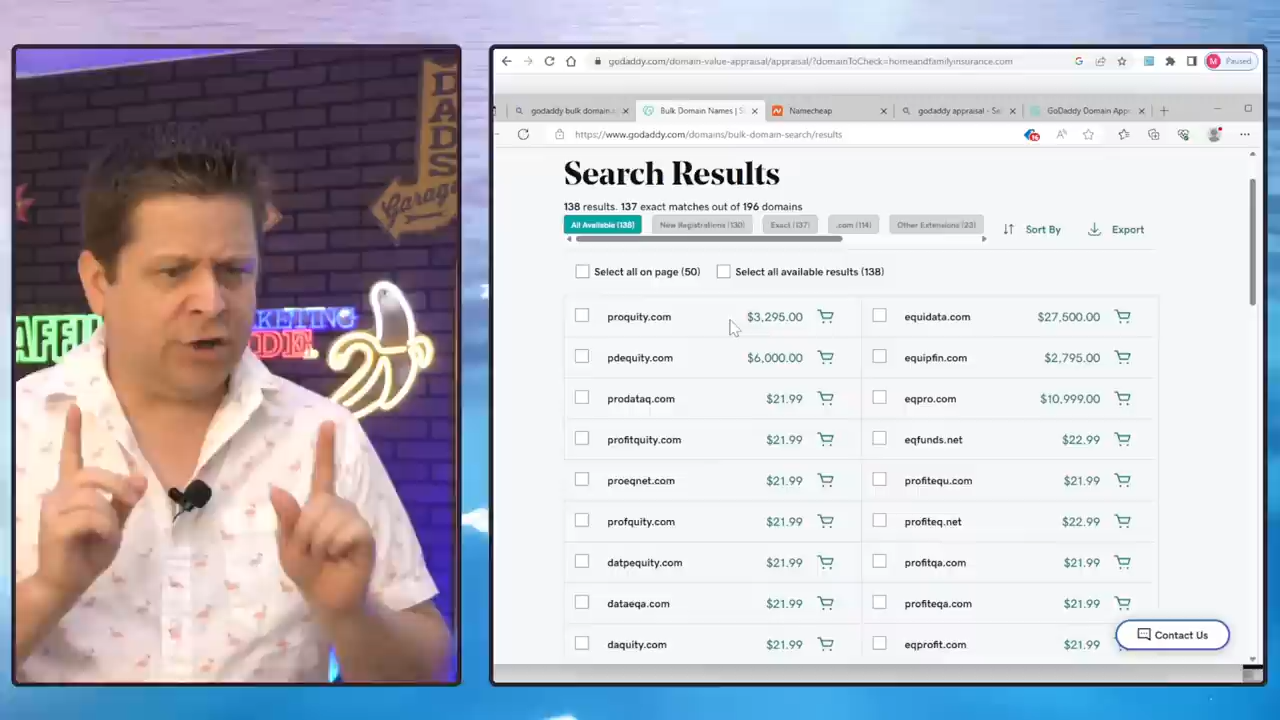 DADS
Garage
AFFIL
KETING
DE
godaddy.com/domain-value-appraisal/appraisal/?domainToCheck=homeandfamilyinsurance.com
M Paused
godaddy bulk domain
Bulk Domain Names | S
Namecheap
godaddy appraisal - Se
GoDaddy Domain App
https://www.godaddy.com/domains/bulk-domain-search/results
Search Results
138 results. 137 exact matches out of 196 domains
All Available (138)
New Registrations (130)
Exact (137)
.com (114)
Other Extensions (23)
Sort By
Export
Select all on page (50)
Select all available results (138)
proquity.com $3,295.00 equidata.com $27,500.00
pdequity.com $6,000.00 equipfin.com $2,795.00
prodataq.com $21.99 eqpro.com $10,999.00
profitquity.com $21.99 eqfunds.net $22.99
proeqnet.com $21.99 profitequ.com $21.99
profquity.com $21.99 profiteq.net $22.99
datpequity.com $21.99 profitqa.com $21.99
dataeqa.com $21.99 profiteqa.com $21.99
daquity.com $21.99 eqprofit.com $21.99
Contact Us